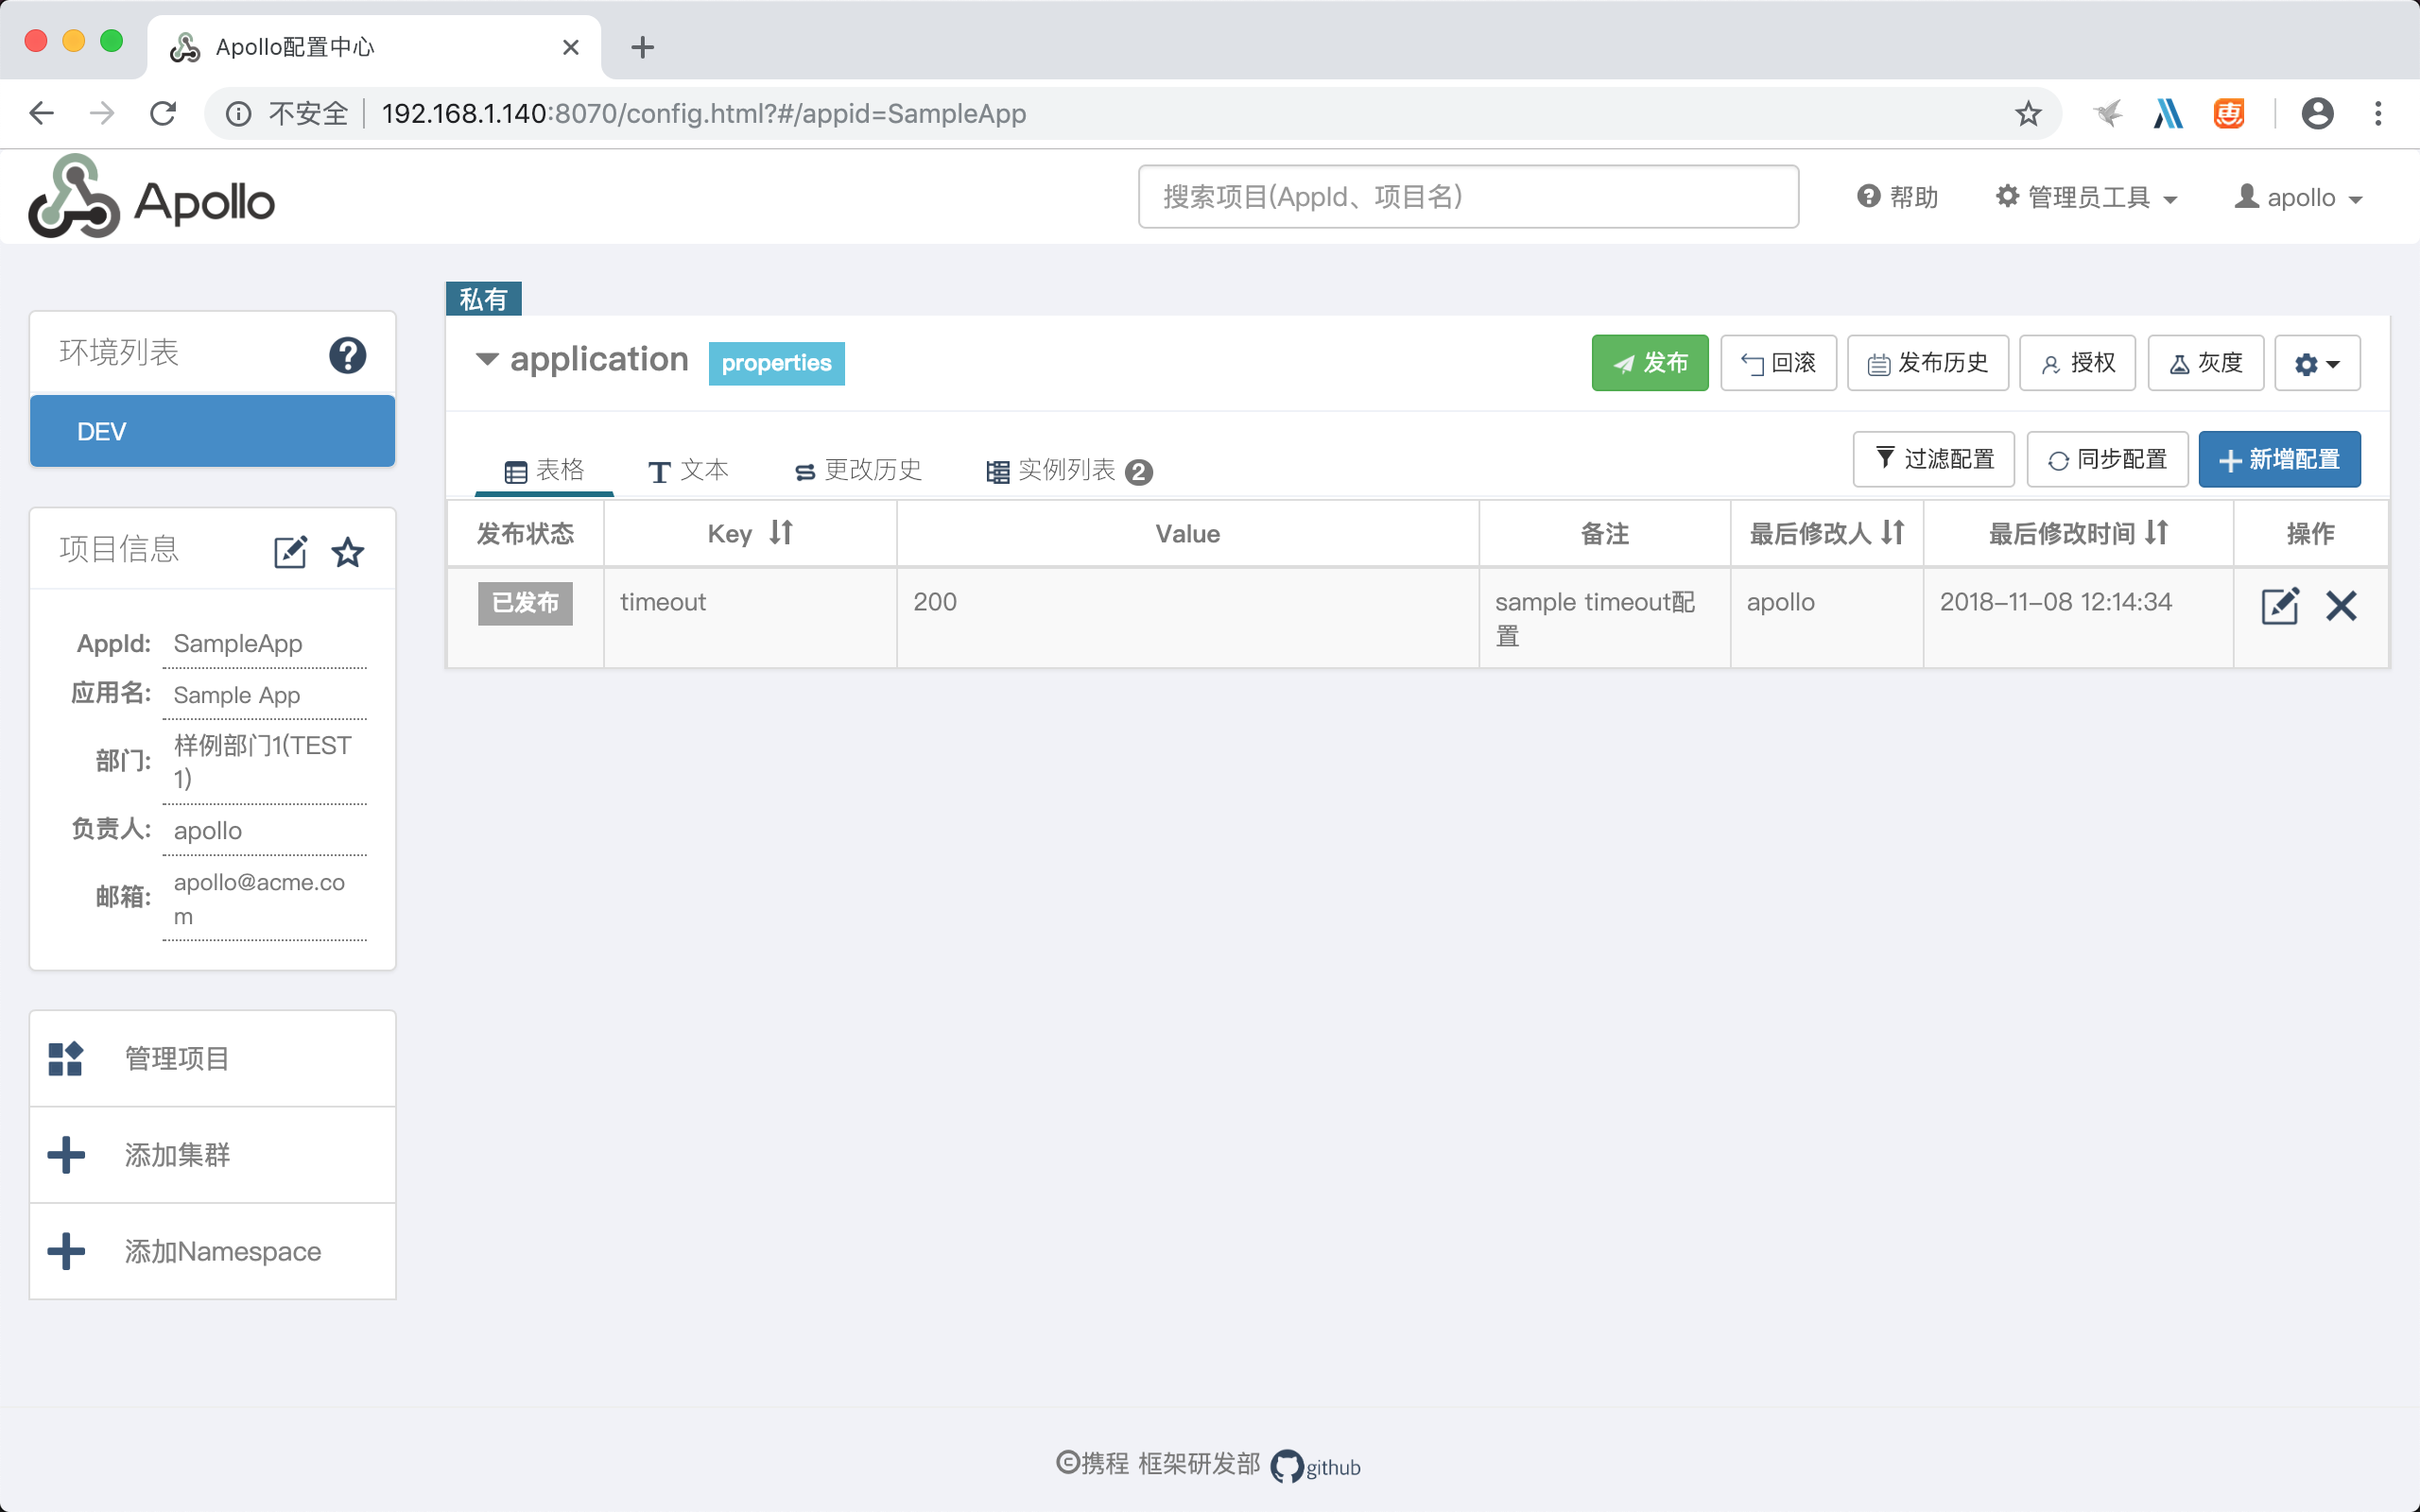 Apollo配置中心
不安全 192.168.1.140:8070/config.html?#/appid=SampleApp
Apollo 搜索项目(AppId、项目名) 帮助 管理员工具 apollo
私有
环境列表
DEV
application properties 发布 回滚 发布历史 授权 灰度
表格 文本 更改历史 实例列表 2 过滤配置 同步配置 新增配置
发布状态 Key Value 备注 最后修改人 最后修改时间 操作
已发布 timeout 200 sample timeout配 apollo 2018-11-08 12:14:34
置
项目信息
AppId: SampleApp
应用名: Sample App
部门: 样例部门1(TEST
1)
负责人: apollo
邮箱: apollo@acme.co
m
管理项目
添加集群
添加Namespace
©携程 框架研发部 github